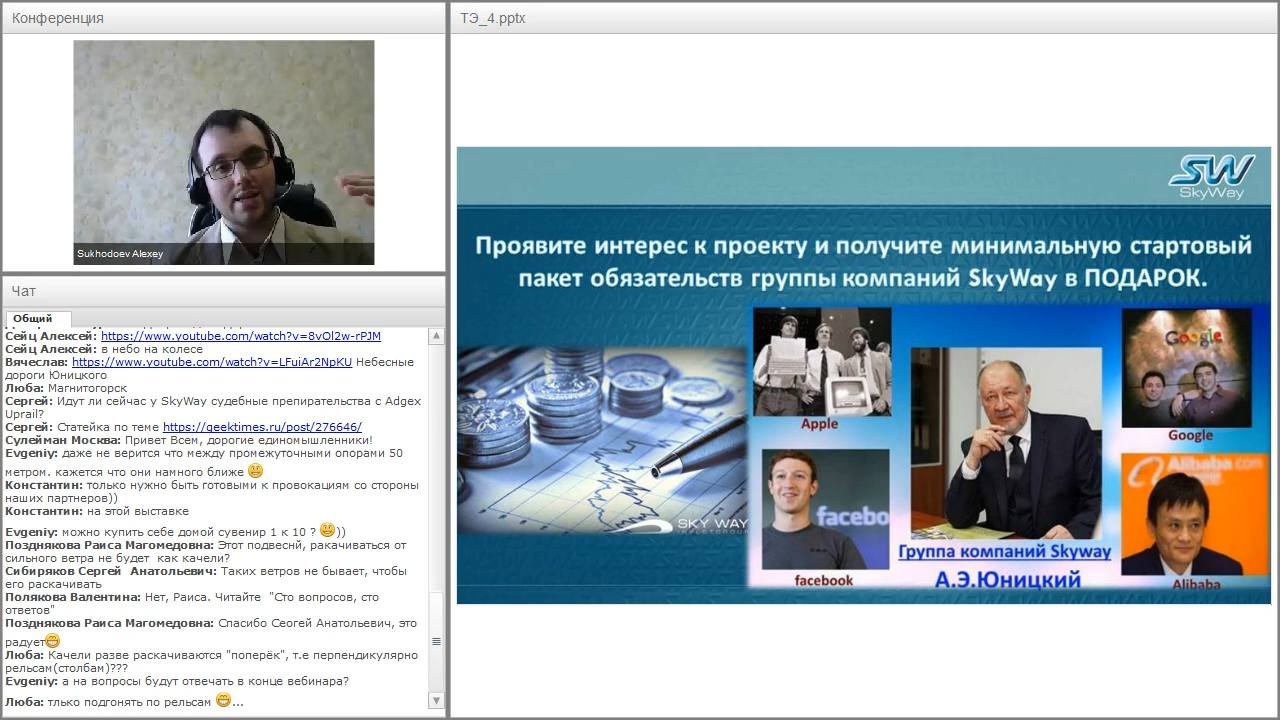 Конференция
Sukhodoev Alexey
Чат
Общий
Сейц Алексей: https://www.youtube.com/watch?v=8vOl2w-rPJM
Сейц Алексей: в небо на колесе
Вячеслав: https://www.youtube.com/watch?v=LFuiAr2NpKU Небесные
дороги Юницкого
Люба: Магнитогорск
Сергей: Идут ли сейчас у SkyWay судебные препирательства с Adgex
Uprail?
Сергей: Статейка по теме https://geektimes.ru/post/276646/
Сулейман Москва: Привет Всем, дорогие единомышленники!
Evgeniy: даже не верится что между промежуточными опорами 50
метром. кажется что они намного ближе
Константин: только нужно быть готовыми к провокациям со стороны
наших партнеров))
Константин: на этой выставке
Evgeniy: можно купить себе домой сувенир 1 к 10 ? ))
Позднякова Раиса Магомедовна: Этот подвеснй, ракачиваться от
сильного ветра не будет как качели?
Сибиряков Сергей Анатольевич: Таких ветров не бывает, чтобы
его раскачивать
Полякова Валентина: Нет, Раиса. Читайте "Сто вопросов, сто
ответов"
Позднякова Раиса Магомедовна: Спасибо Сеогей Анатольевич, это
радует
Люба: Качели разве раскачиваются "поперёк", т.е перпендикулярно
рельсам(столбам)???
Evgeniy: а на вопросы будут отвечать в конце вебинара?
Люба: тлько подгонять по рельсам ...
ТЭ_4.pptx
SW
SkyWay
Проявите интерес к проекту и получите минимальную стартовый
пакет обязательств группы компаний SkyWay в ПОДАРОК.
SKY WAY
Apple
Google
Google
facebo
facebook
Группа компаний Skyway
А.Э.Юницкий
Alibaba.com
Alibaba